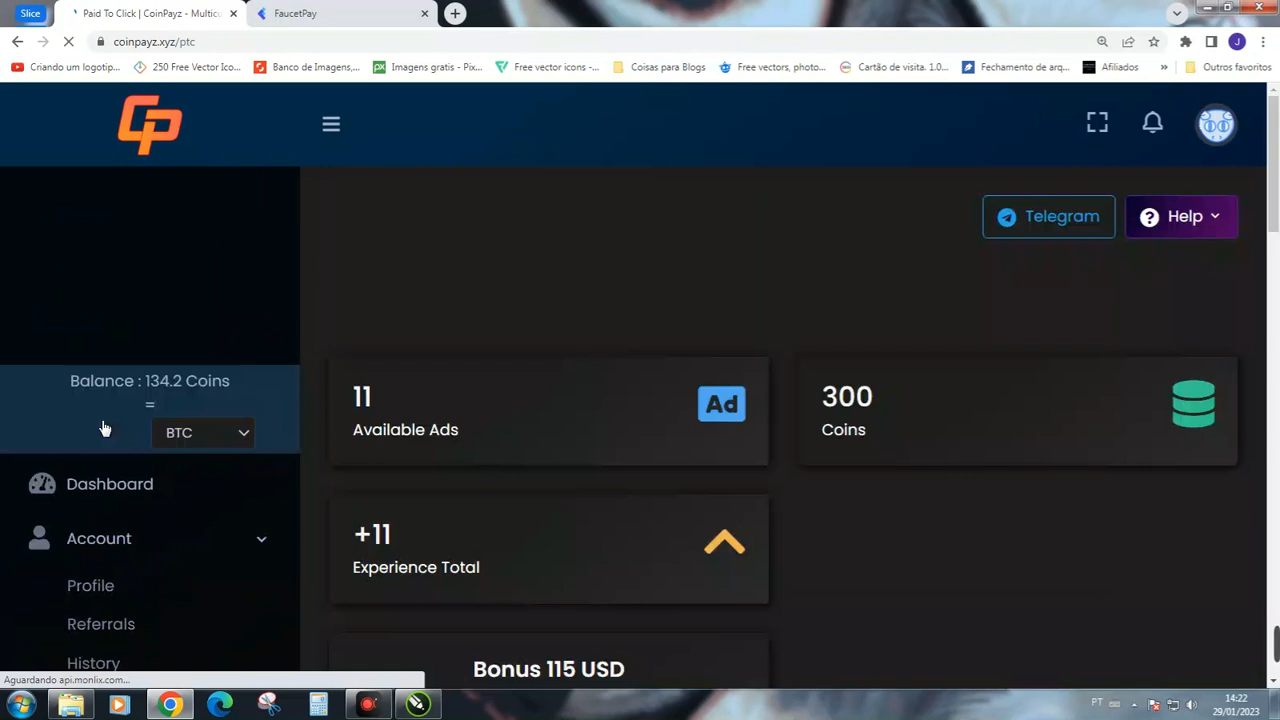 Slice
Paid To Click | CoinPayz - Multico
FaucetPay
coinpayz.xyz/ptc
J
Criando um logotip...
250 Free Vector Ico...
Banco de Imagens,...
Imagens gratis - Pix...
Free vector icons -...
Coisas para Blogs
Free vectors, photo...
Cartão de visita. 1.0...
Fechamento de arq...
Afiliados
»
Outros favoritos
CP
Telegram
Help
Balance : 134.2 Coins
=
BTC
Dashboard
Account
Profile
Referrals
History
11
Available Ads
Ad
300
Coins
+11
Experience Total
Bonus 115 USD
Aguardando api.monlix.com...
PT
14:22
29/01/2023